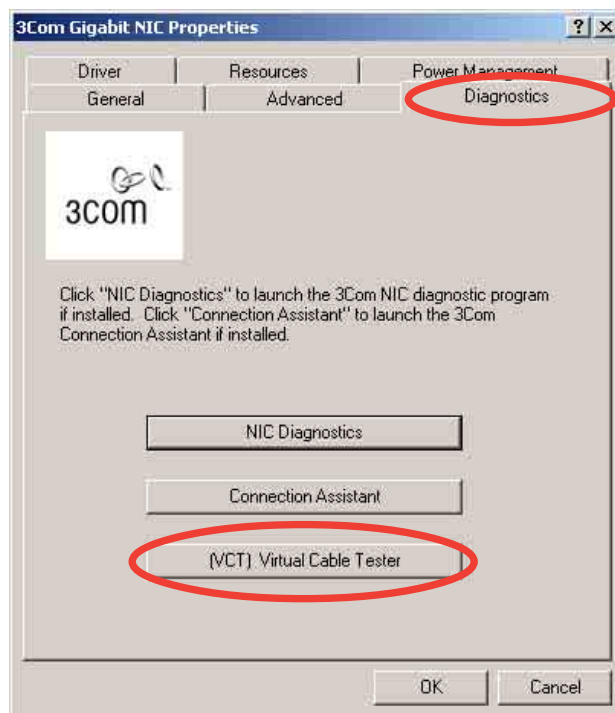 3Com Gigabit NIC Properties
Driver Resources Power Management
General Advanced Diagnostics
3COM
Click "NIC Diagnostics" to launch the 3Com NIC diagnostic program
if installed. Click "Connection Assistant" to launch the 3Com
Connection Assistant if installed.
NIC Diagnostics
Connection Assistant
(VCT) Virtual Cable Tester
OK Cancel